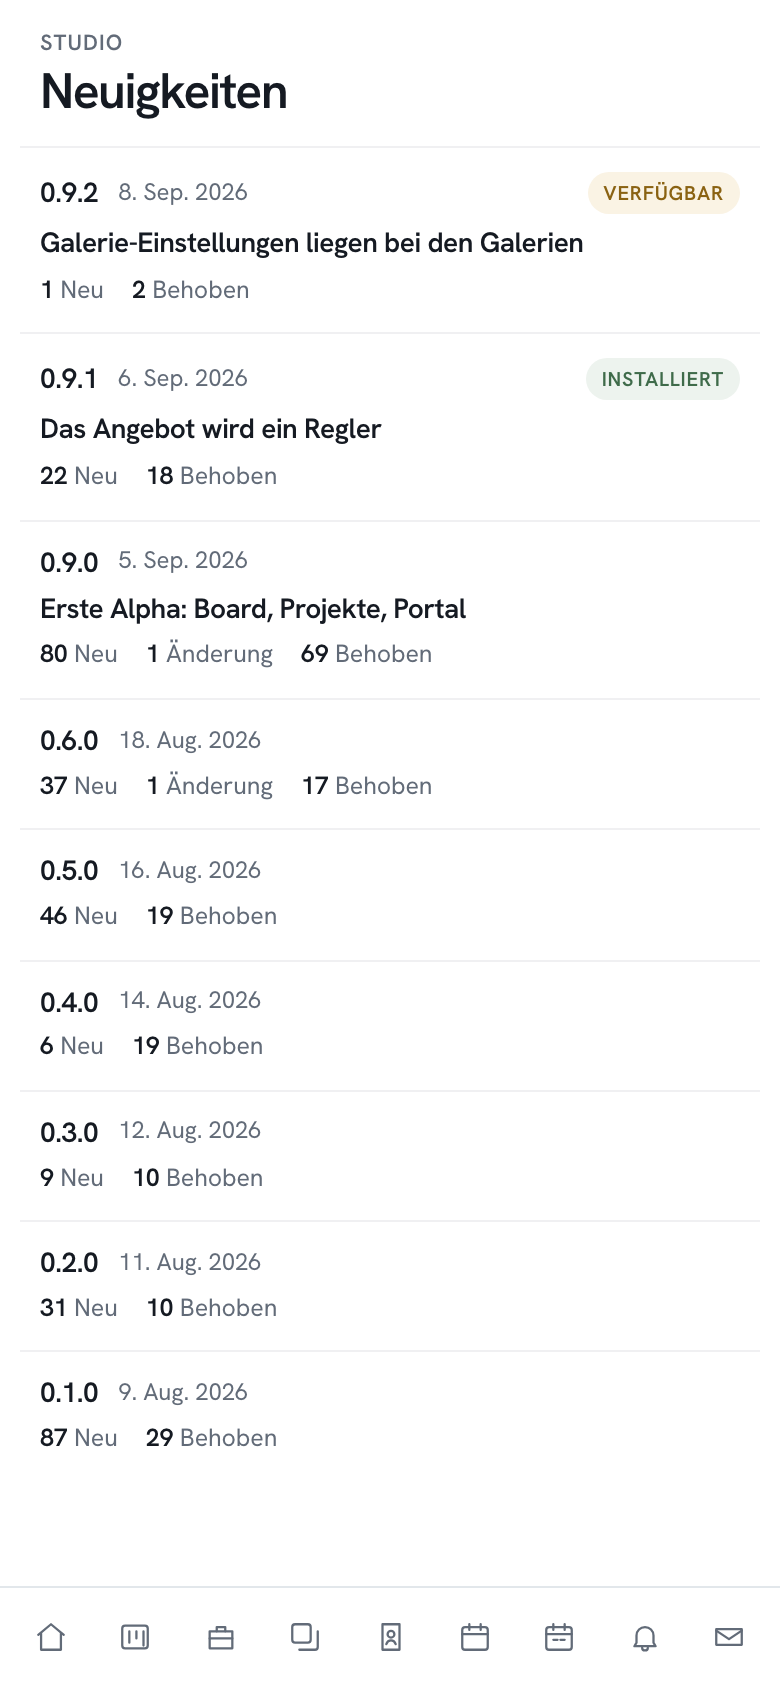 STUDIO
Neuigkeiten
0.9.2 8. Sep. 2026 VERFÜGBAR
Galerie-Einstellungen liegen bei den Galerien
1 Neu 2 Behoben
0.9.1 6. Sep. 2026 INSTALLIERT
Das Angebot wird ein Regler
22 Neu 18 Behoben
0.9.0 5. Sep. 2026
Erste Alpha: Board, Projekte, Portal
80 Neu 1 Änderung 69 Behoben
0.6.0 18. Aug. 2026
37 Neu 1 Änderung 17 Behoben
0.5.0 16. Aug. 2026
46 Neu 19 Behoben
0.4.0 14. Aug. 2026
6 Neu 19 Behoben
0.3.0 12. Aug. 2026
9 Neu 10 Behoben
0.2.0 11. Aug. 2026
31 Neu 10 Behoben
0.1.0 9. Aug. 2026
87 Neu 29 Behoben